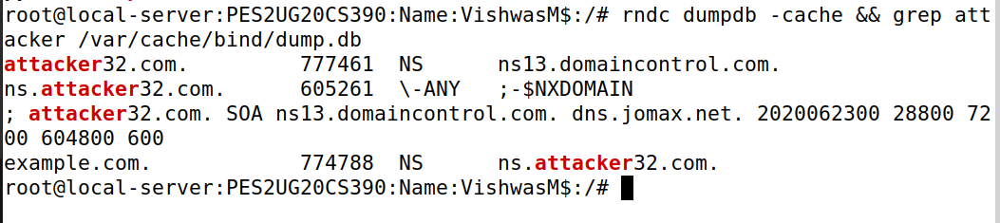 root@local-server:PES2UG20CS390:Name:VishwasM$:/# rndc dumpdb -cache && grep att
acker /var/cache/bind/dump.db
attacker32.com.         777461  NS      ns13.domaincontrol.com.
ns.attacker32.com.      605261  \-ANY   ;-$NXDOMAIN
; attacker32.com. SOA ns13.domaincontrol.com. dns.jomax.net. 2020062300 28800 72
00 604800 600
example.com.            774788  NS      ns.attacker32.com.
root@local-server:PES2UG20CS390:Name:VishwasM$:/#